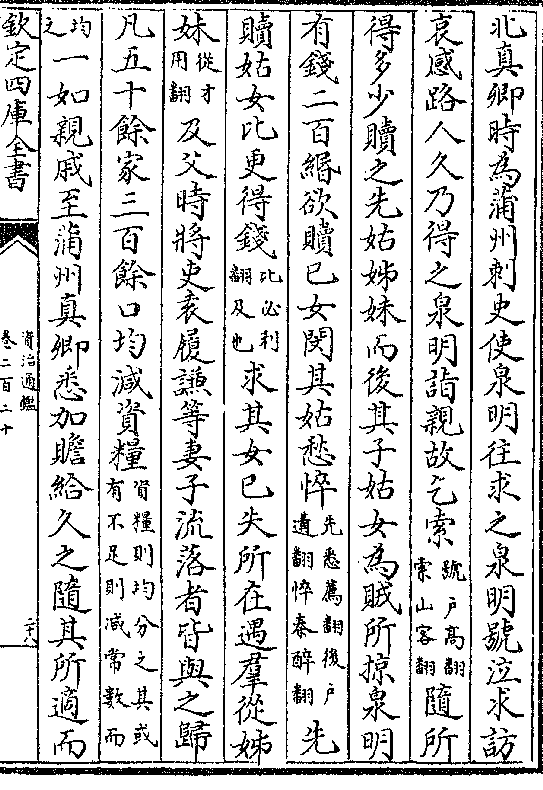 北真卿時為蒲州刺史使泉明往求之泉明號泣求訪
哀感路人久乃得之泉明詣親故乞索號戶高翻索山客翻隨所
得多少贖之先姑姊妹而後其子姑女為賊所掠泉明
有錢二百緡欲贖己女閔其姑愁悴先悉薦翻後戶遘翻悴秦醉翻先
贖姑女比更得錢比必利翻及也求其女已失所在遇羣從姊
妹從才用翻及父時將吏袁履謙等妻子流落者皆與之歸
凡五十餘家三百餘口均減資糧資糧則均分之其或有不足則減常數而
均之一如親戚至蒲州真卿悉加贍給久之隨其所適而
欽定四庫全書
資治通鑑
卷二百二十
二十八